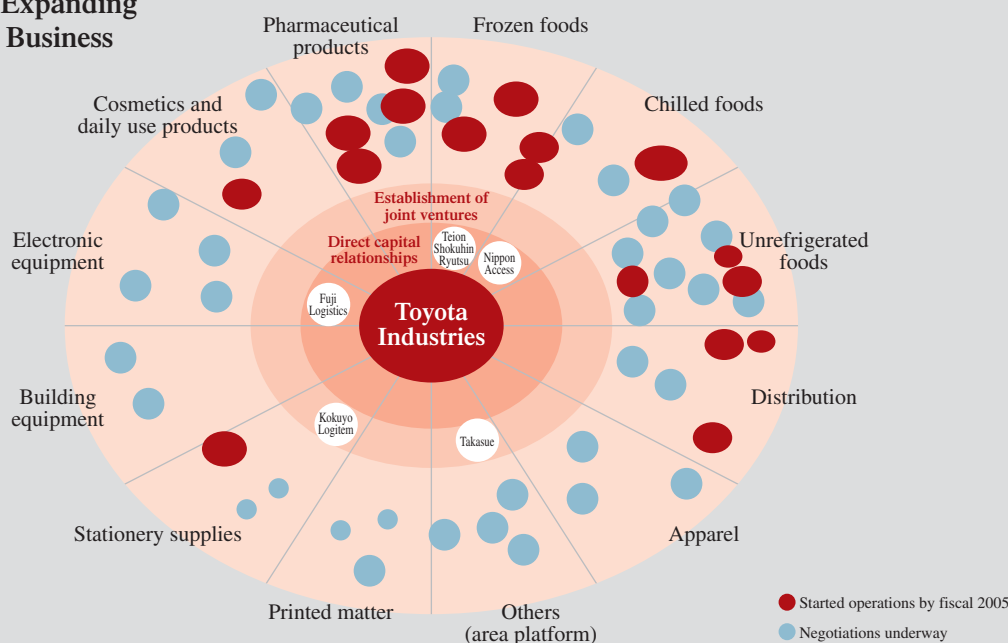 Expanding
Business
Pharmaceutical
products
Frozen foods
Cosmetics and
daily use products
Chilled foods
Establishment of
joint ventures
Direct capital
relationships
Teion
Shokuhin
Ryutsu
Nippon
Access
Electronic
equipment
Unrefrigerated
foods
Fuji
Logistics
Toyota
Industries
Building
equipment
Distribution
Kokuyo
Logitem
Takasue
Stationery supplies
Apparel
Printed matter
Others
(area platform)
Started operations by fiscal 2005
Negotiations underway